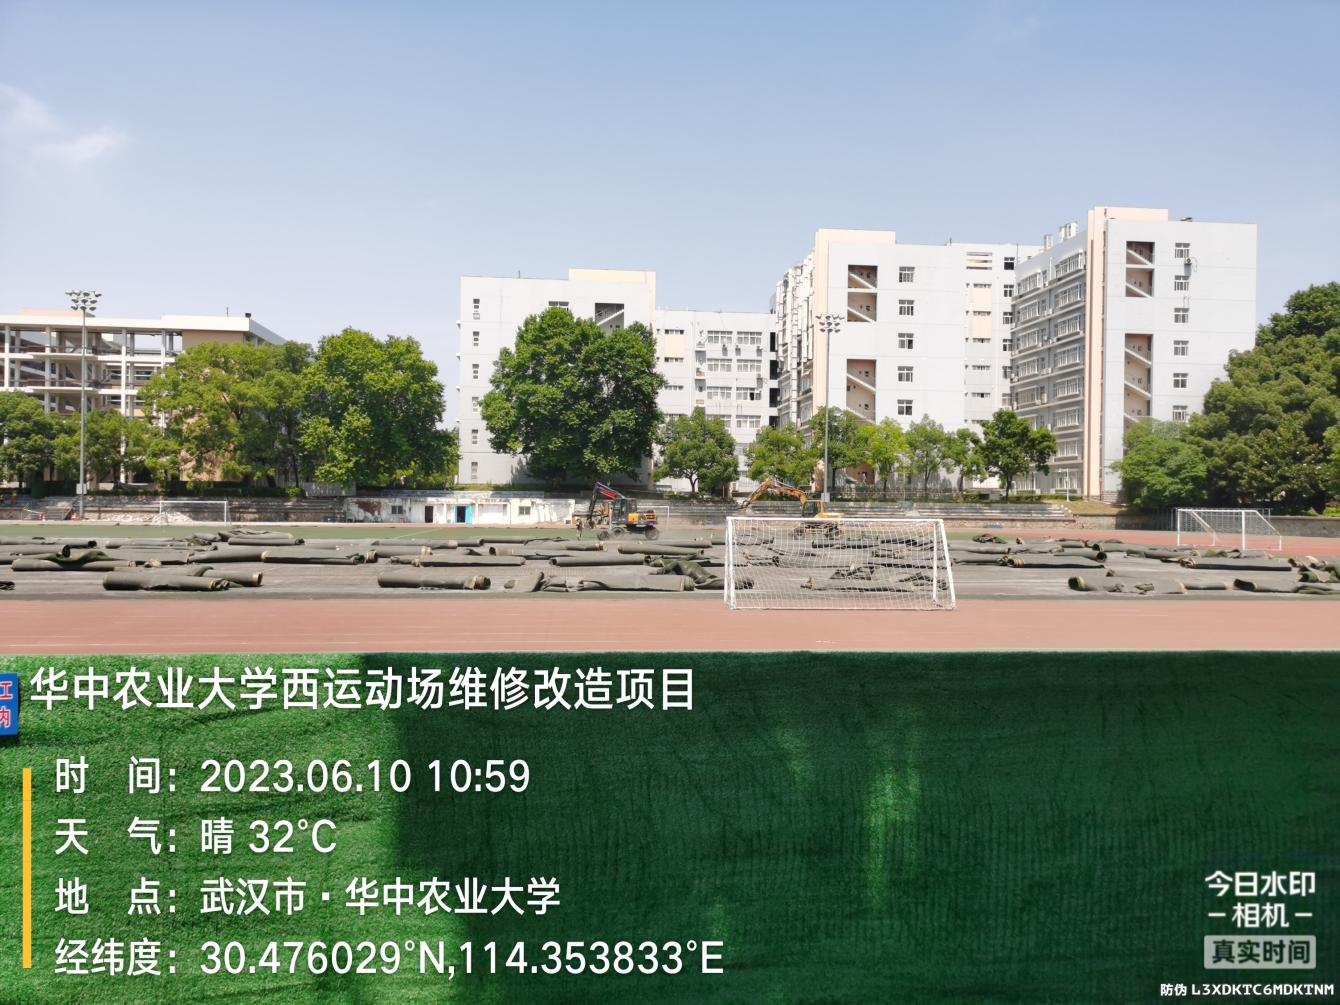 华中农业大学西运动场维修改造项目
时 间：2023.06.10 10:59
天 气：晴 32°C
地 点：武汉市·华中农业大学
经纬度：30.476029°N,114.353833°E
今日水印
相机
真实时间
防伪 L3XDKTC6MDKTNM